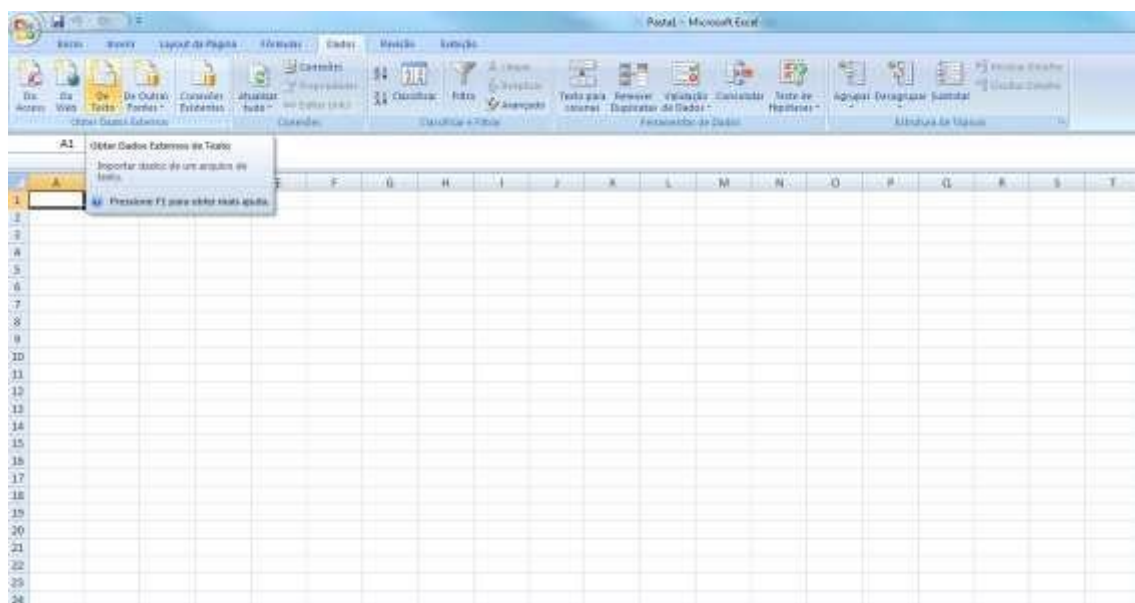 Pasta1 - Microsoft Excel
Início Inserir Layout da Página Fórmulas Dados Revisão Exibição
Do Access
Da Web
De Texto
De Outras Fontes
Conexões Existentes
Atualizar tudo
Conexões
Propriedades
Editar Links
Classificar
Filtro
Limpar
Reaplicar
Avançado
Texto para colunas
Remover Duplicatas
Validação de Dados
Consolidar
Teste de Hipóteses
Agrupar
Desagrupar
Subtotal
Mostrar Detalhe
Ocultar Detalhe
Obter Dados Externos
Conexões
Classificar e Filtrar
Ferramentas de Dados
Estrutura de Tópicos
A1
Obter Dados Externos de Texto
Importar dados de um arquivo de
texto.
Pressione F1 para obter mais ajuda.
A E F G H I J K L M N O P Q R S T
1
2
3
4
5
6
7
8
9
10
11
12
13
14
15
16
17
18
19
20
21
22
23
24